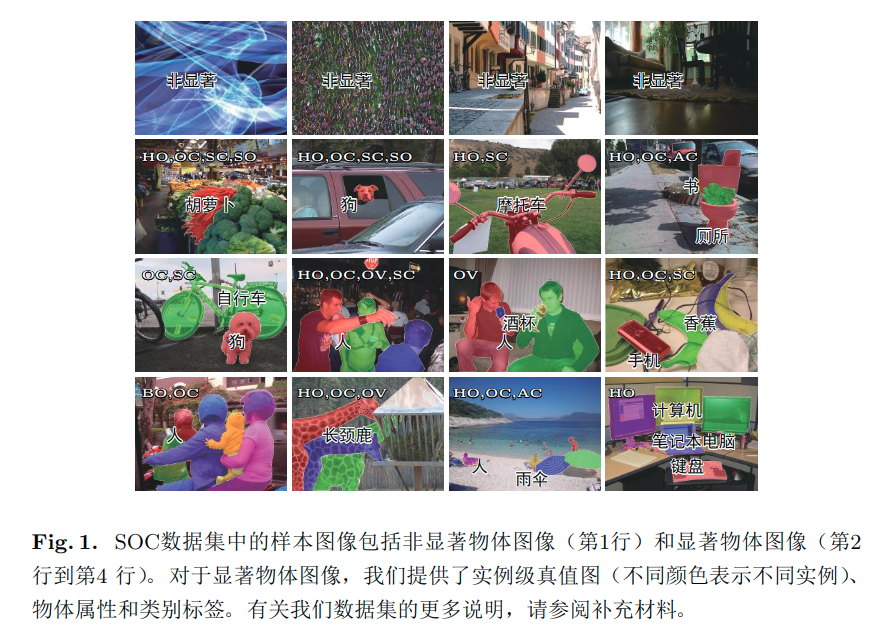 非显著
非显著
非显著
非显著
HO,OC,SC,SO
胡萝卜
HO,OC,SC,SO
狗
HO,SC
摩托车
HO,OC,AC
书
厕所
OC,SC
自行车
狗
HO,OC,OV,SC
STOP
人
OV
酒杯
人
HO,OC,SC
香蕉
手机
BO,OC
人
HO,OC,OV
长颈鹿
HO,OC,AC
人
雨伞
HO
计算机
笔记本电脑
键盘
Fig. 1. SOC数据集中的样本图像包括非显著物体图像（第1行）和显著物体图像（第2
行到第4 行）。对于显著物体图像，我们提供了实例级真值图（不同颜色表示不同实例）、
物体属性和类别标签。有关我们数据集的更多说明，请参阅补充材料。